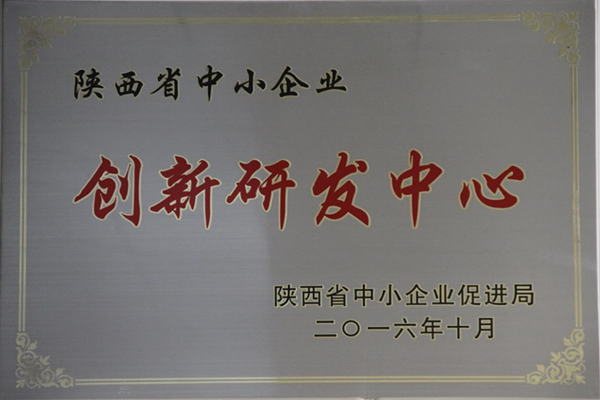 陕西省中小企业
创新研发中心
陕西省中小企业促进局
二〇一六年十月